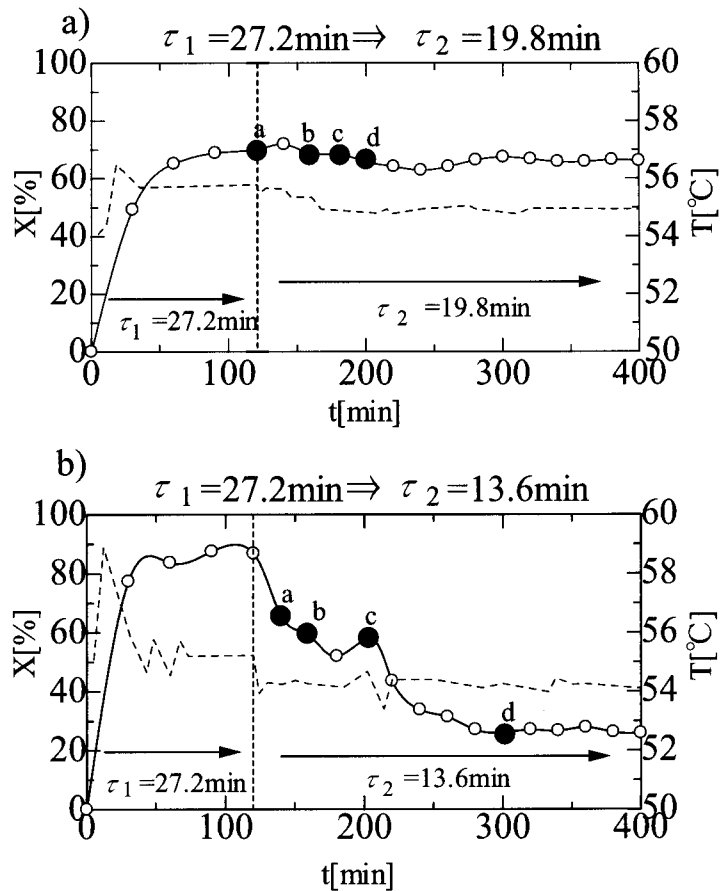 a)
τ1=27.2min⇒ τ2=19.8min
100
80
60
40
20
0
X[%]
60
58
56
54
52
50
T[℃]
a
b
c
d
τ1=27.2min
τ2=19.8min
0
100
200
300
400
t[min]
b)
τ1=27.2min⇒ τ2=13.6min
100
80
60
40
20
0
X[%]
60
58
56
54
52
50
T[℃]
a
b
c
d
τ1=27.2min
τ2=13.6min
0
100
200
300
400
t[min]